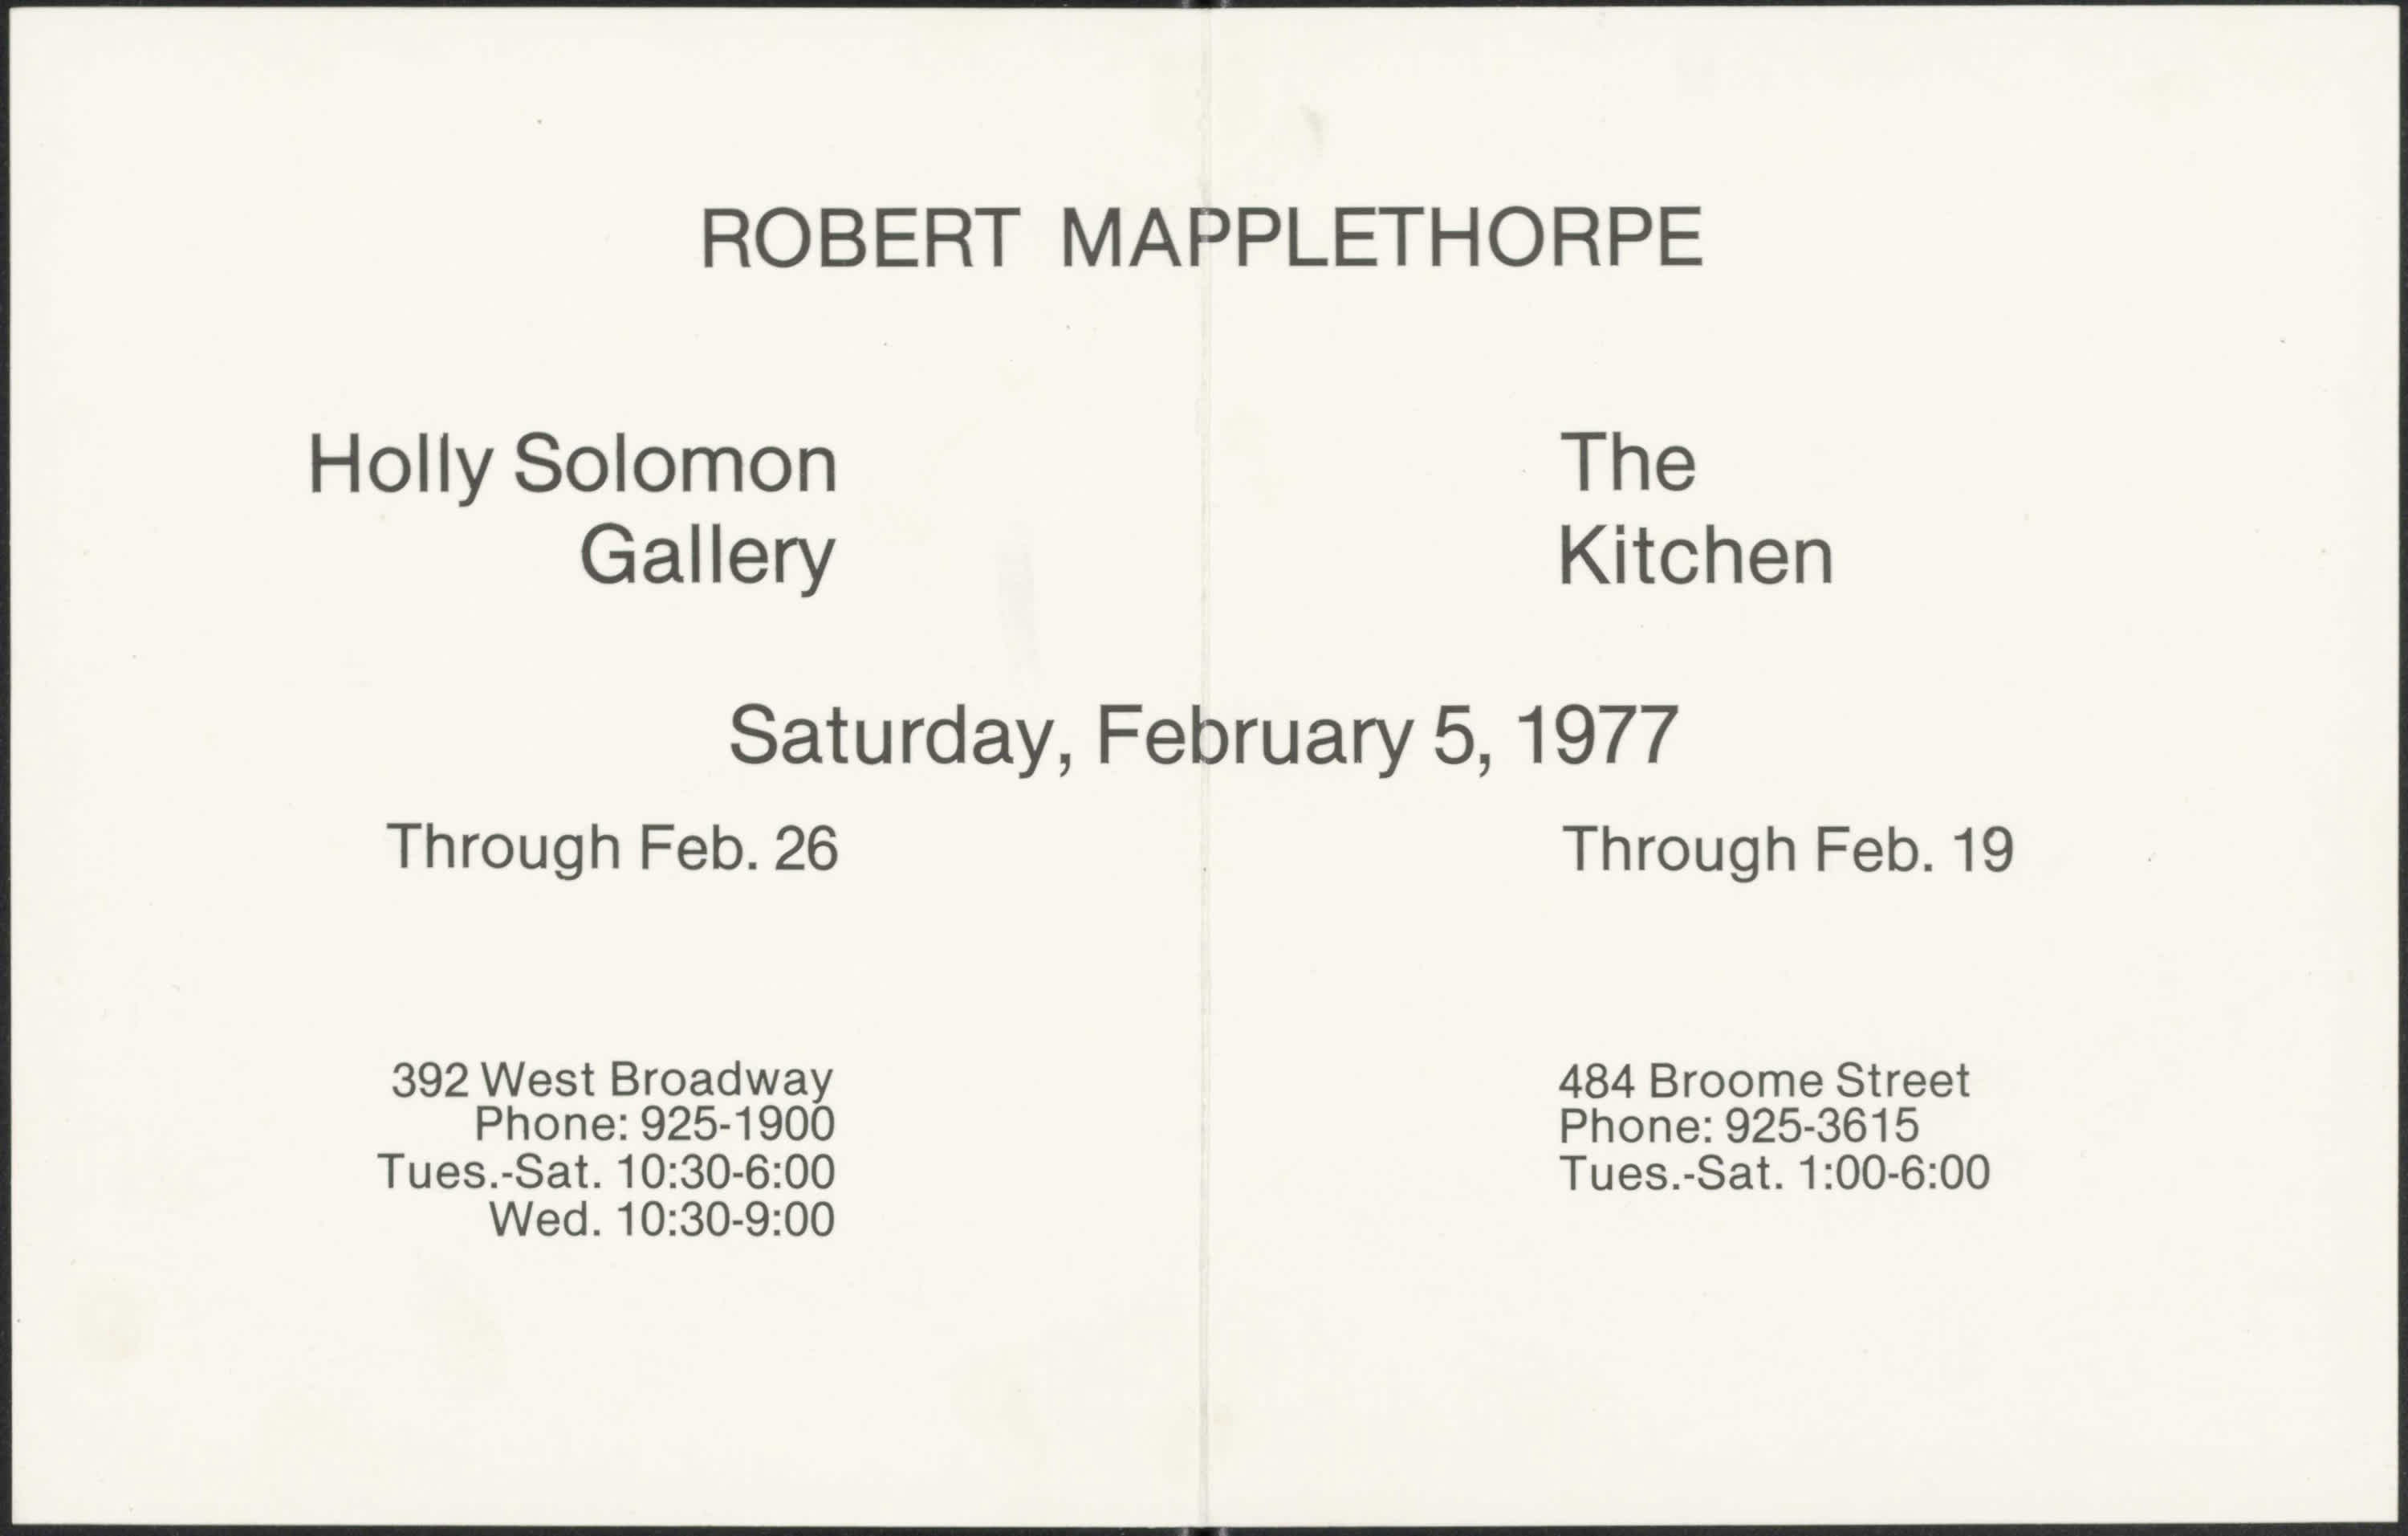 ROBERT MAPPLETHORPE
Holly Solomon
Gallery
The
Kitchen
Saturday, February 5, 1977
Through Feb. 26
Through Feb. 19
392 West Broadway
Phone: 925-1900
Tues.-Sat. 10:30-6:00
Wed. 10:30-9:00
484 Broome Street
Phone: 925-3615
Tues.-Sat. 1:00-6:00